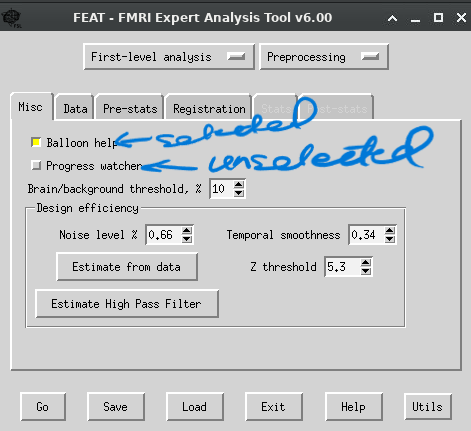 FEAT - FMRI Expert Analysis Tool v6.00
First-level analysis Preprocessing
Misc Data Pre-stats Registration Stats Post-stats
Balloon help selected
Progress watcher unselected
Brain/background threshold, % 10
Design efficiency
Noise level % 0.66 Temporal smoothness 0.34
Estimate from data Z threshold 5.3
Estimate High Pass Filter
Go Save Load Exit Help Utils